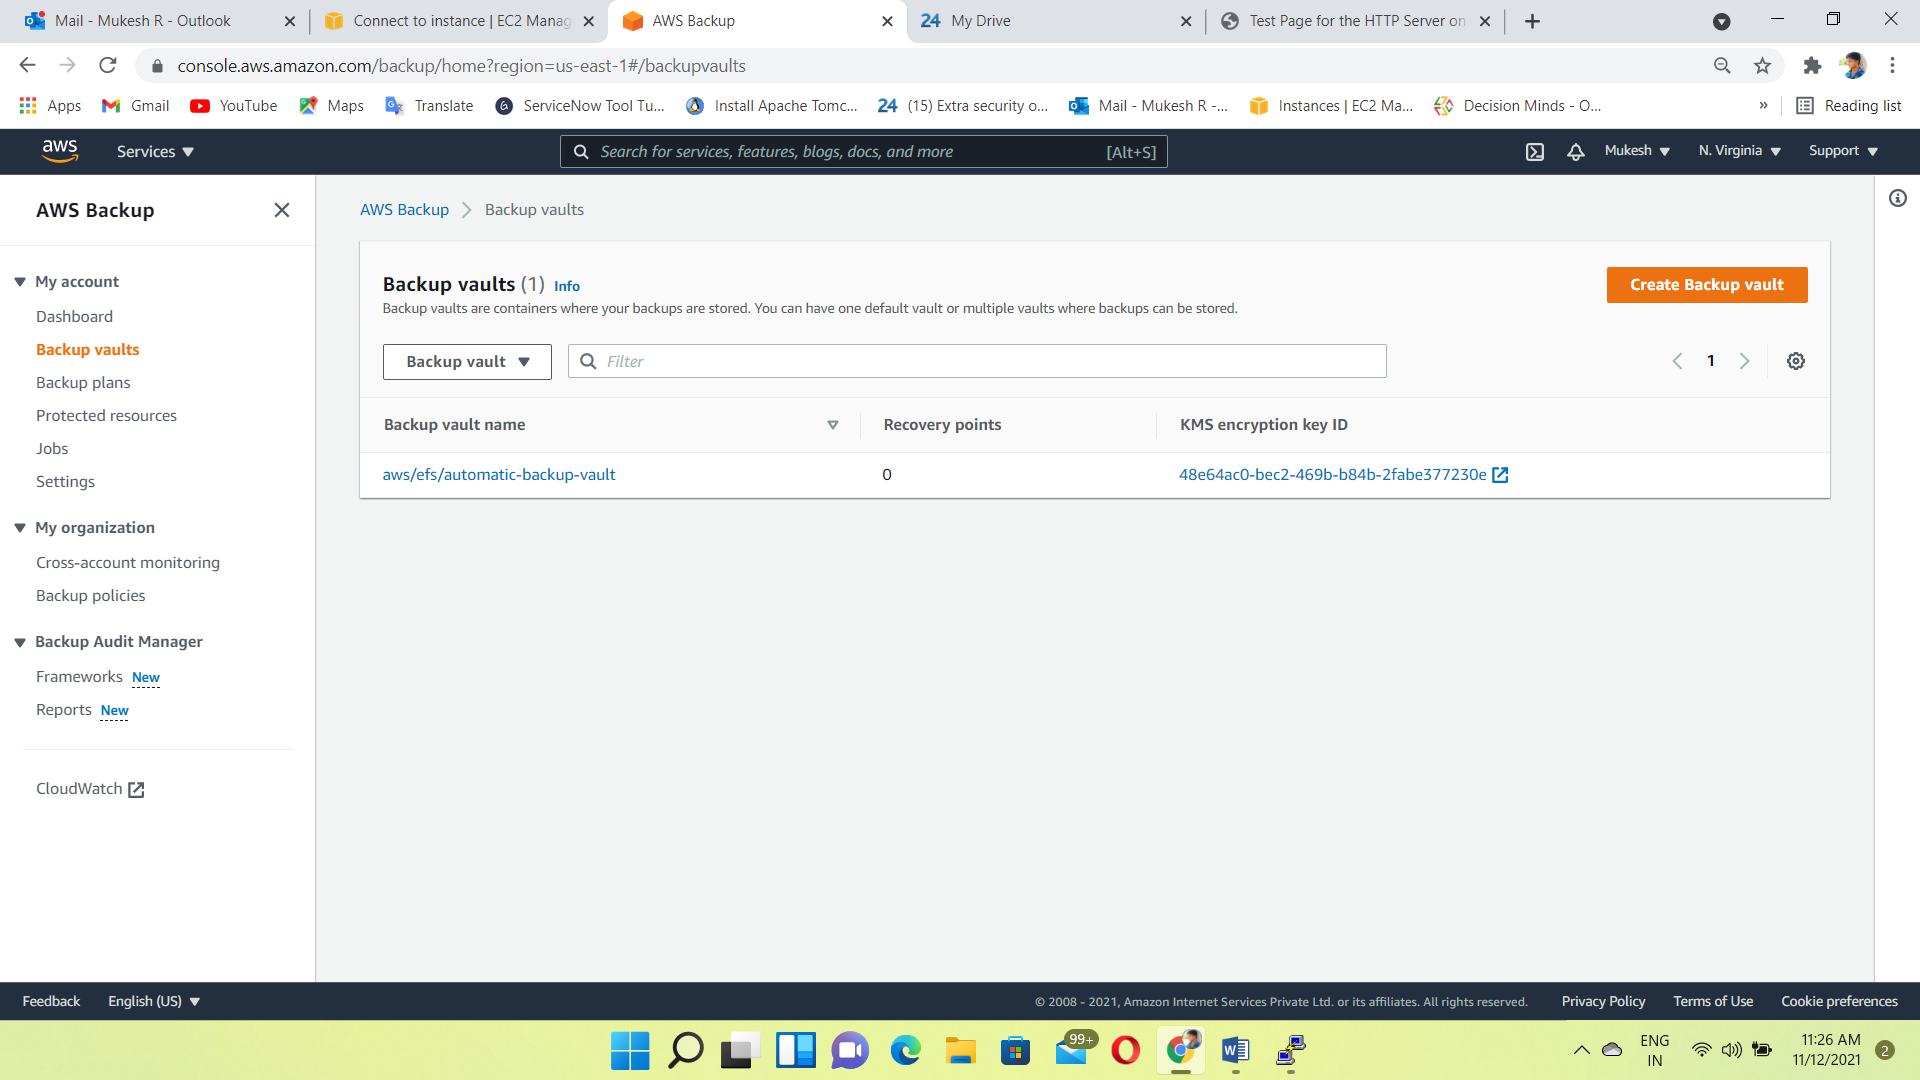 Mail - Mukesh R - Outlook
Connect to instance | EC2 Manag
AWS Backup
24 My Drive
Test Page for the HTTP Server on
console.aws.amazon.com/backup/home?region=us-east-1#/backupvaults
Apps
Gmail
YouTube
Maps
Translate
ServiceNow Tool Tu...
Install Apache Tomc...
24 (15) Extra security o...
Mail - Mukesh R -...
Instances | EC2 Ma...
Decision Minds - O...
»
Reading list
aws
Services
Search for services, features, blogs, docs, and more [Alt+S]
Mukesh
N. Virginia
Support
AWS Backup
My account
Dashboard
Backup vaults
Backup plans
Protected resources
Jobs
Settings
My organization
Cross-account monitoring
Backup policies
Backup Audit Manager
Frameworks New
Reports New
CloudWatch
AWS Backup > Backup vaults
Backup vaults (1) Info
Backup vaults are containers where your backups are stored. You can have one default vault or multiple vaults where backups can be stored.
Create Backup vault
Backup vault
Filter
1
Backup vault name
Recovery points
KMS encryption key ID
aws/efs/automatic-backup-vault
0
48e64ac0-bec2-469b-b84b-2fabe377230e
Feedback
English (US)
© 2008 - 2021, Amazon Internet Services Private Ltd. or its affiliates. All rights reserved.
Privacy Policy
Terms of Use
Cookie preferences
99+
ENG
IN
11:26 AM
11/12/2021
2